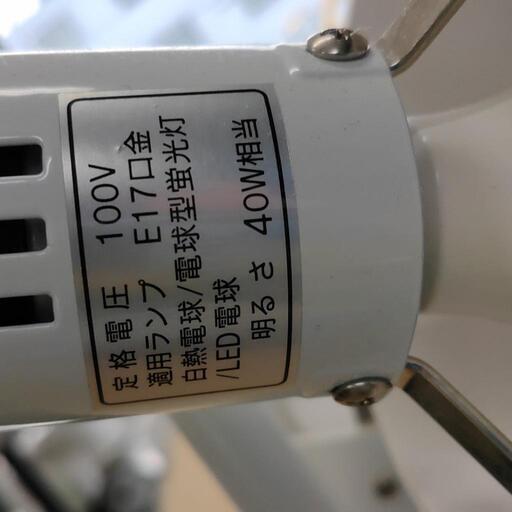 定格電圧 100V
適用ランプ E17口金
白熱電球/電球型蛍光灯
/LED電球
明るさ 40W相当